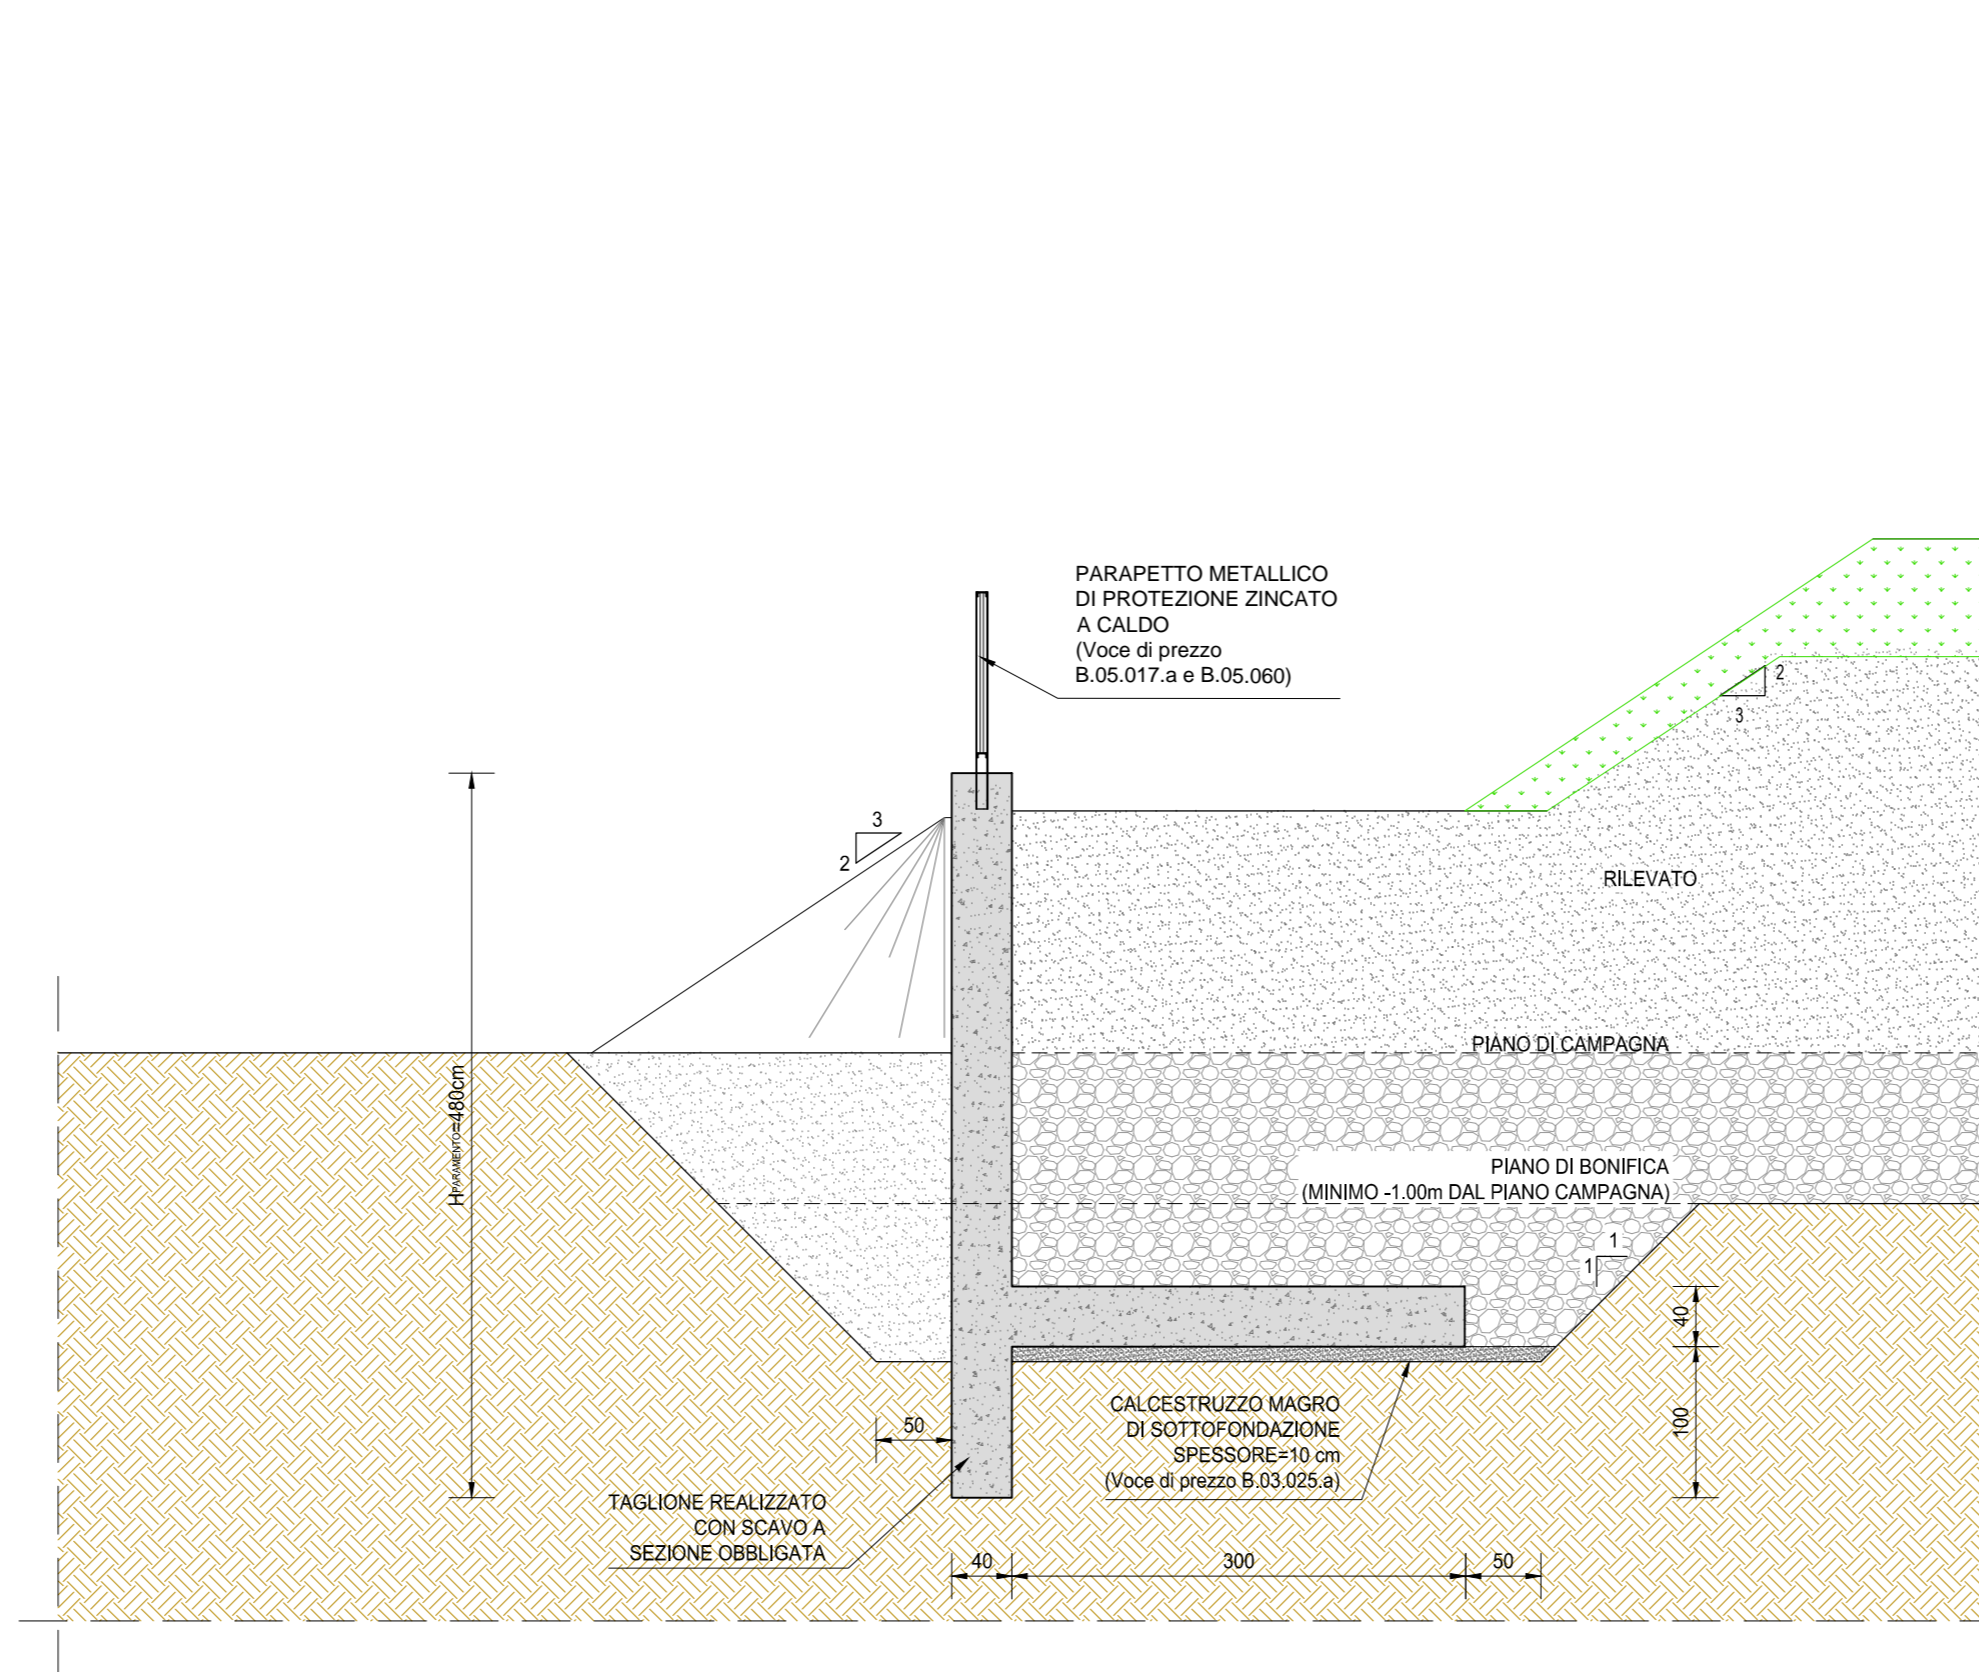 PARAPETTO METALLICO
DI PROTEZIONE ZINCATO
A CALDO
(Voce di prezzo
B.05.017.a e B.05.060)
2
3
3
2
RILEVATO
PIANO DI CAMPAGNA
HPARAMENTO=480cm
PIANO DI BONIFICA
(MINIMO -1.00m DAL PIANO CAMPAGNA)
1
1
40
100
50
CALCESTRUZZO MAGRO
DI SOTTOFONDAZIONE
SPESSORE=10 cm
(Voce di prezzo B.03.025.a)
TAGLIONE REALIZZATO
CON SCAVO A
SEZIONE OBBLIGATA
40
300
50